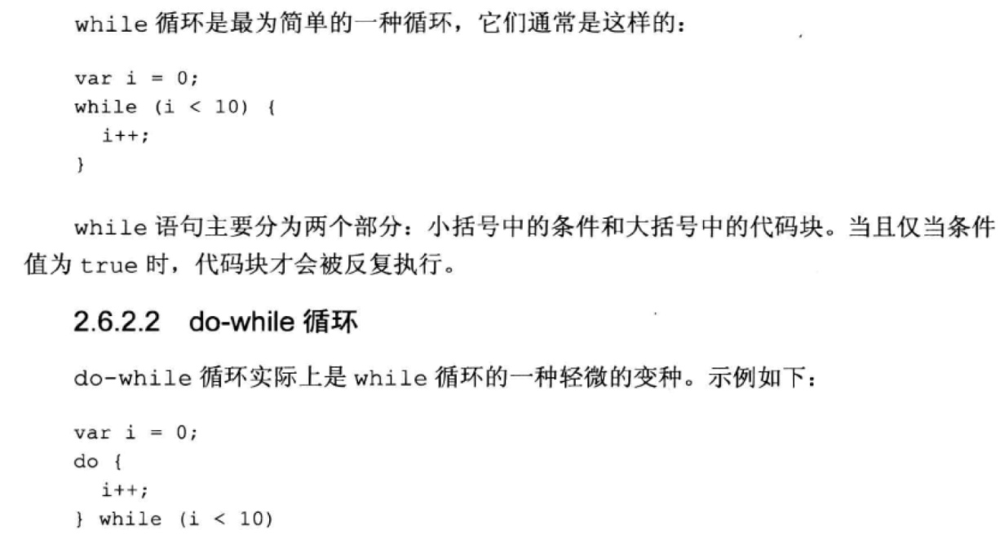 while 循环是最为简单的一种循环，它们通常是这样的：
var i = 0;
while (i < 10) {
  i++;
}
while 语句主要分为两个部分：小括号中的条件和大括号中的代码块。当且仅当条件
值为 true 时，代码块才会被反复执行。
2.6.2.2 do-while 循环
do-while 循环实际上是 while 循环的一种轻微的变种。示例如下：
var i = 0;
do {
  i++;
} while (i < 10)